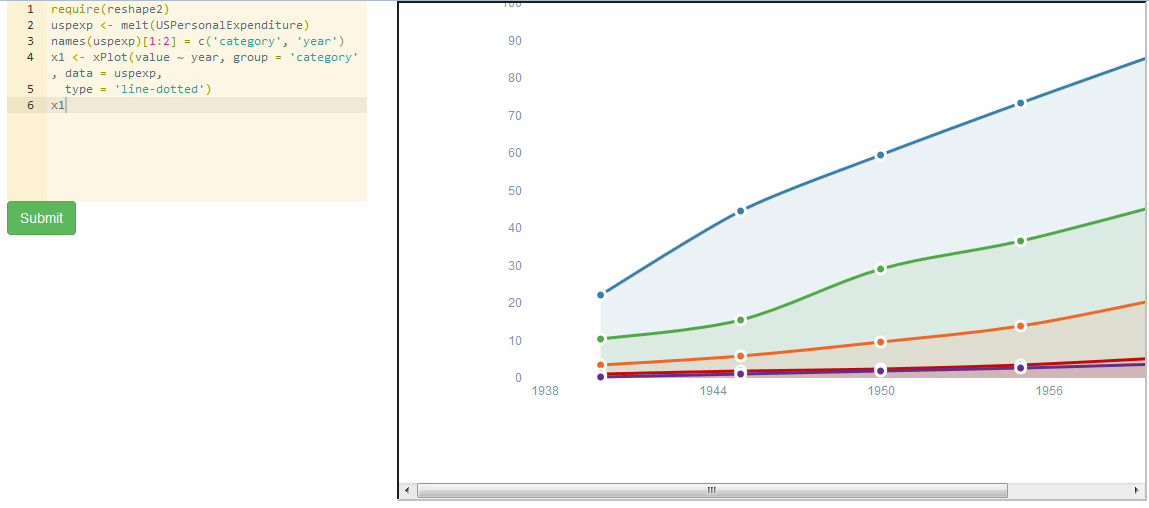 1 require(reshape2)
2 uspexp <- melt(USPersonalExpenditure)
3 names(uspexp)[1:2] = c('category', 'year')
4 x1 <- xPlot(value ~ year, group = 'category'
, data = uspexp,
5 type = 'line-dotted')
6 x1
Submit
100
90
80
70
60
50
40
30
20
10
0
1938 1944 1950 1956